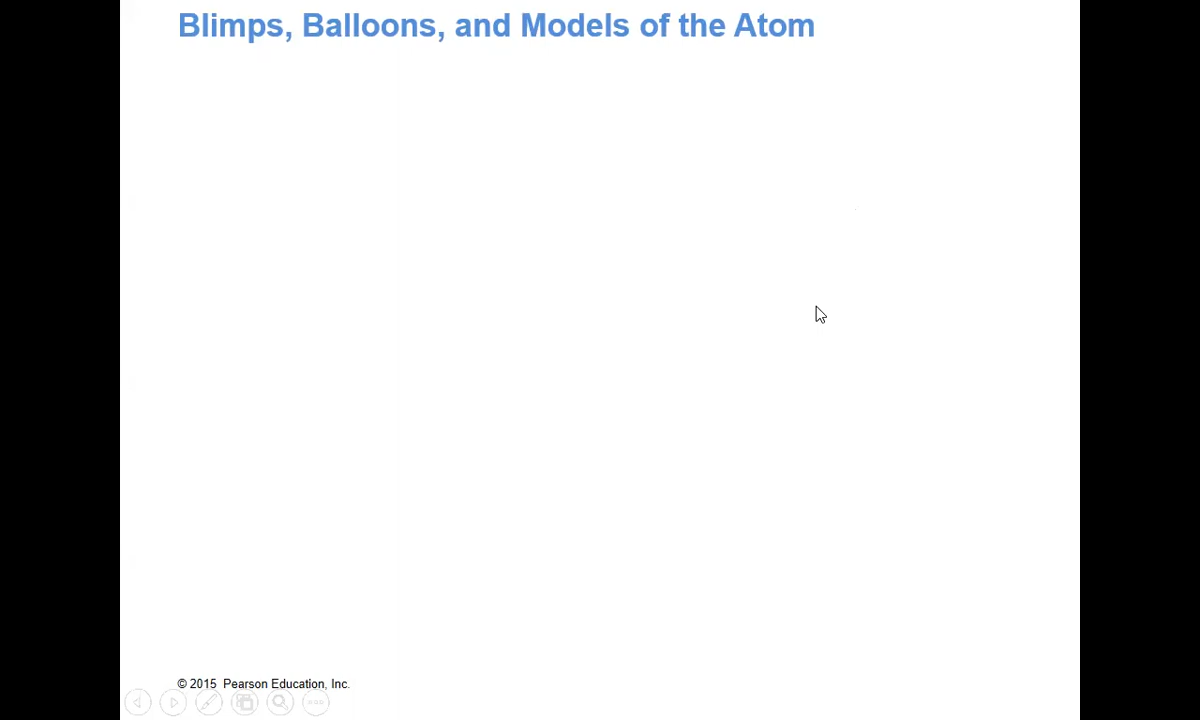 Blimps, Balloons, and Models of the Atom
© 2015 Pearson Education, Inc.